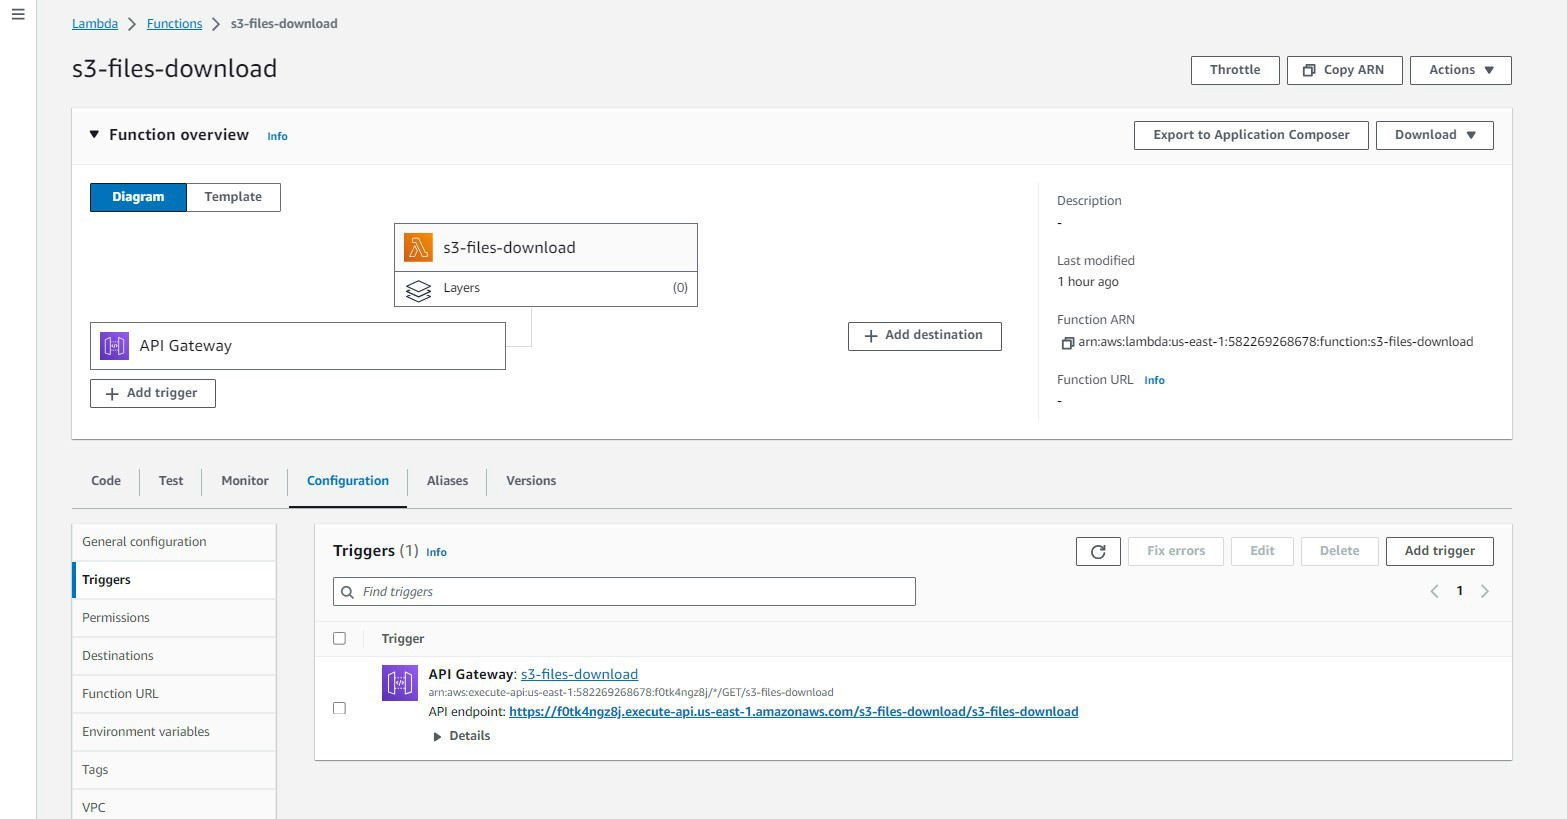 Lambda > Functions > s3-files-download
s3-files-download
Throttle Copy ARN Actions
Function overview Info
Export to Application Composer Download
Diagram Template
s3-files-download
Layers (0)
API Gateway
Add trigger
Add destination
Description
-
Last modified
1 hour ago
Function ARN
arn:aws:lambda:us-east-1:582269268678:function:s3-files-download
Function URL Info
-
Code Test Monitor Configuration Aliases Versions
General configuration
Triggers
Permissions
Destinations
Function URL
Environment variables
Tags
VPC
Triggers (1) Info
Fix errors Edit Delete Add trigger
Find triggers
1
Trigger
API Gateway: s3-files-download
arn:aws:execute-api:us-east-1:582269268678:f0tk4ngz8j/*/GET/s3-files-download
API endpoint: https://f0tk4ngz8j.execute-api.us-east-1.amazonaws.com/s3-files-download/s3-files-download
Details